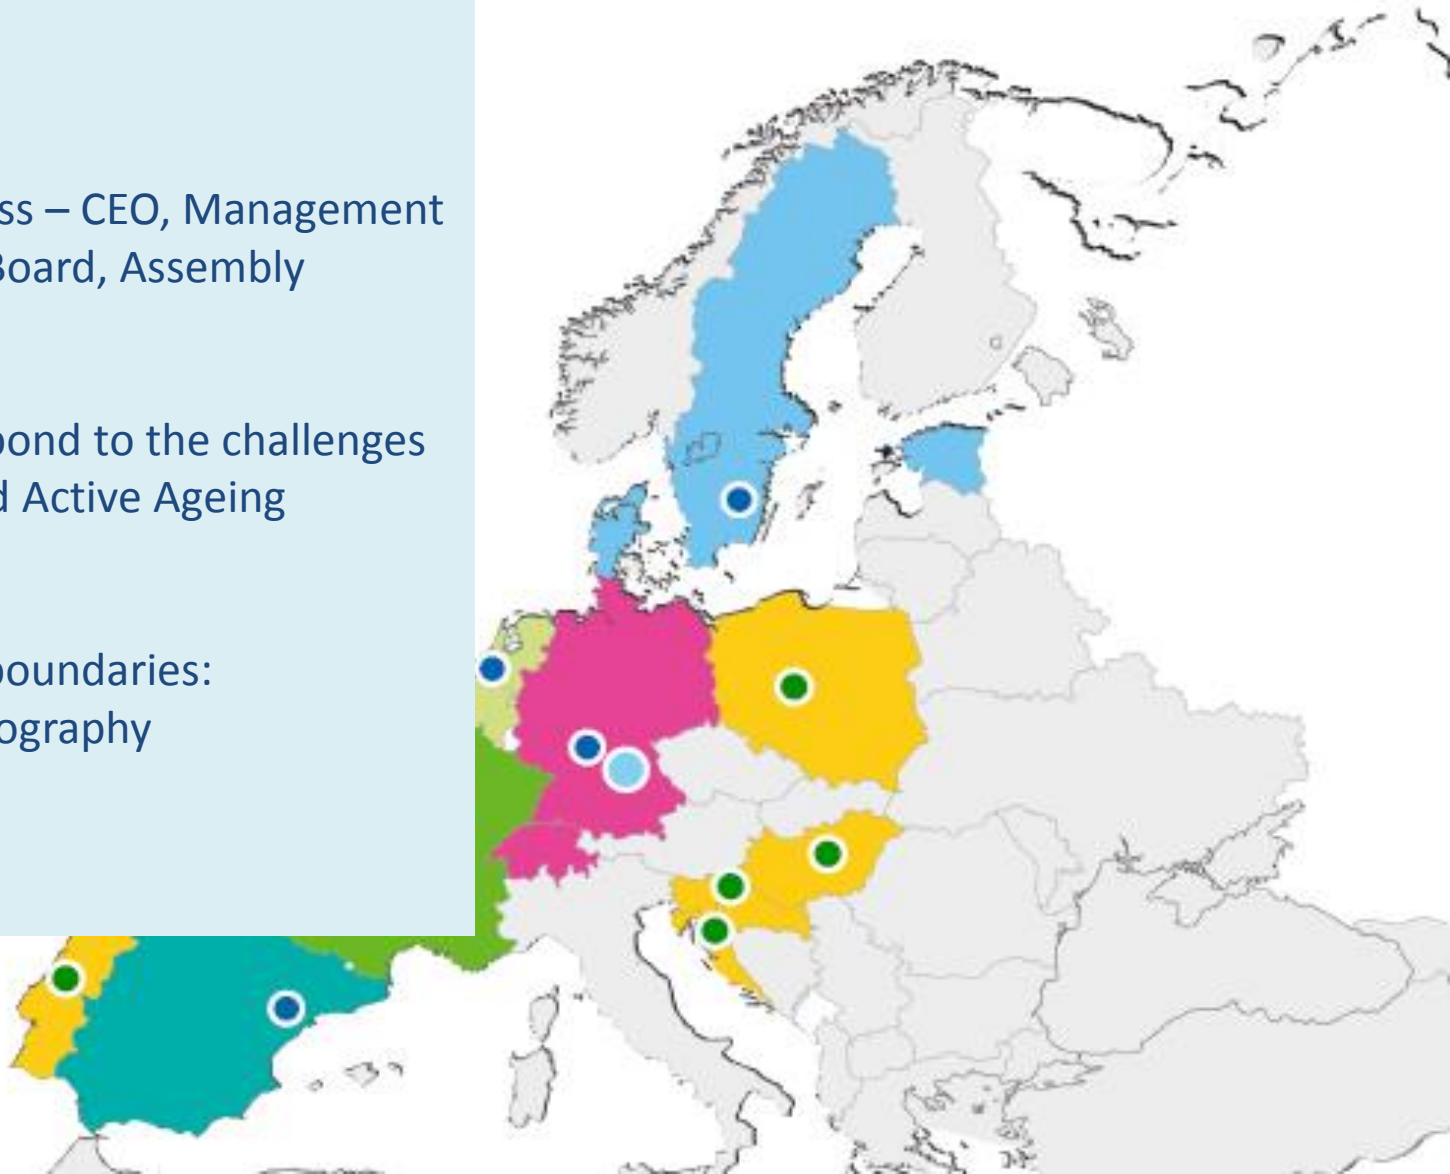 ss – CEO, Management
Board, Assembly
pond to the challenges
d Active Ageing
boundaries:
ography